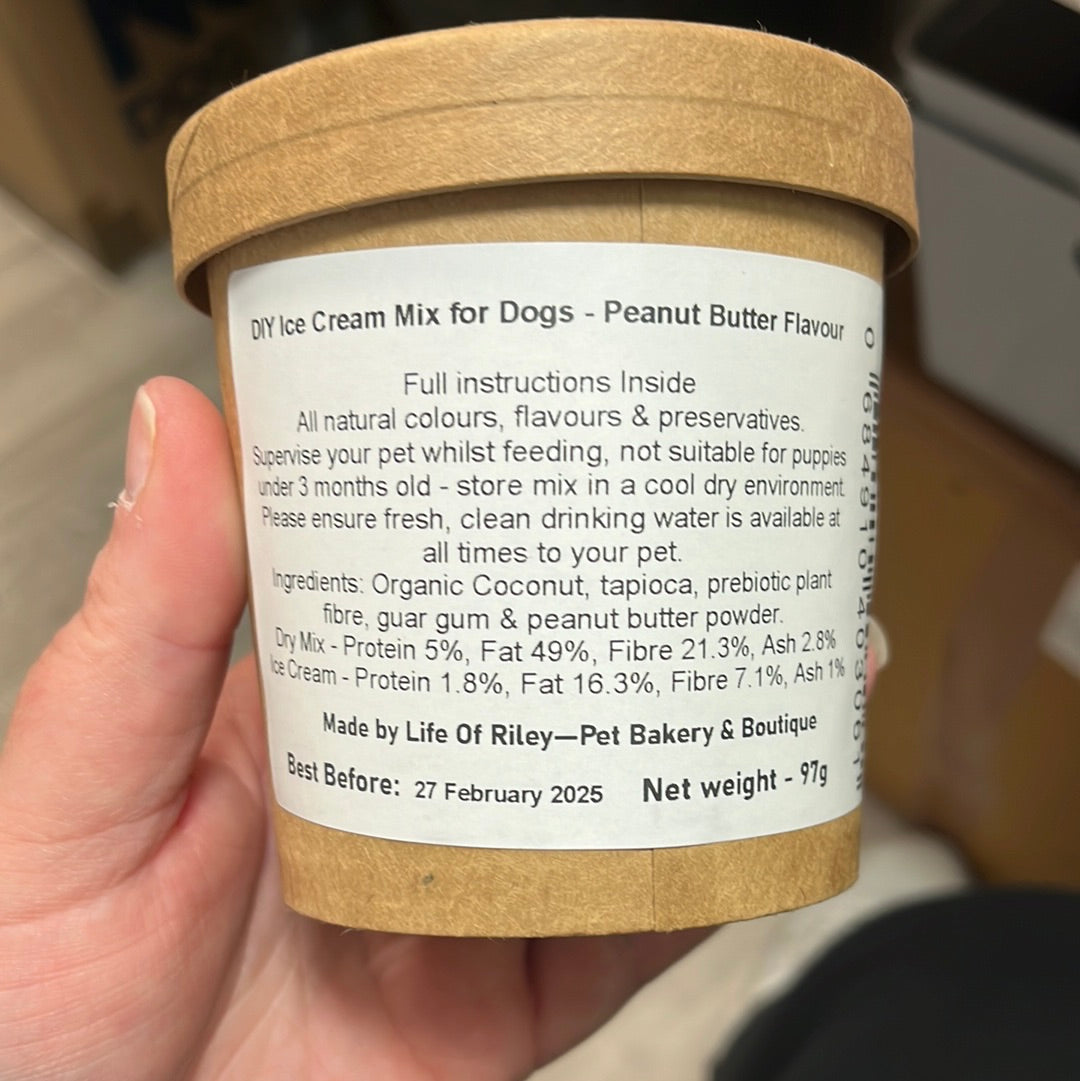 DIY Ice Cream Mix for Dogs - Peanut Butter Flavour
Full instructions Inside
All natural colours, flavours & preservatives.
Supervise your pet whilst feeding, not suitable for puppies
under 3 months old - store mix in a cool dry environment.
Please ensure fresh, clean drinking water is available at
all times to your pet.
Ingredients: Organic Coconut, tapioca, prebiotic plant
fibre, guar gum & peanut butter powder.
Dry Mix - Protein 5%, Fat 49%, Fibre 21.3%, Ash 2.8%
Ice Cream - Protein 1.8%, Fat 16.3%, Fibre 7.1%, Ash 1%
Made by Life Of Riley—Pet Bakery & Boutique
Best Before: 27 February 2025 Net weight - 97g